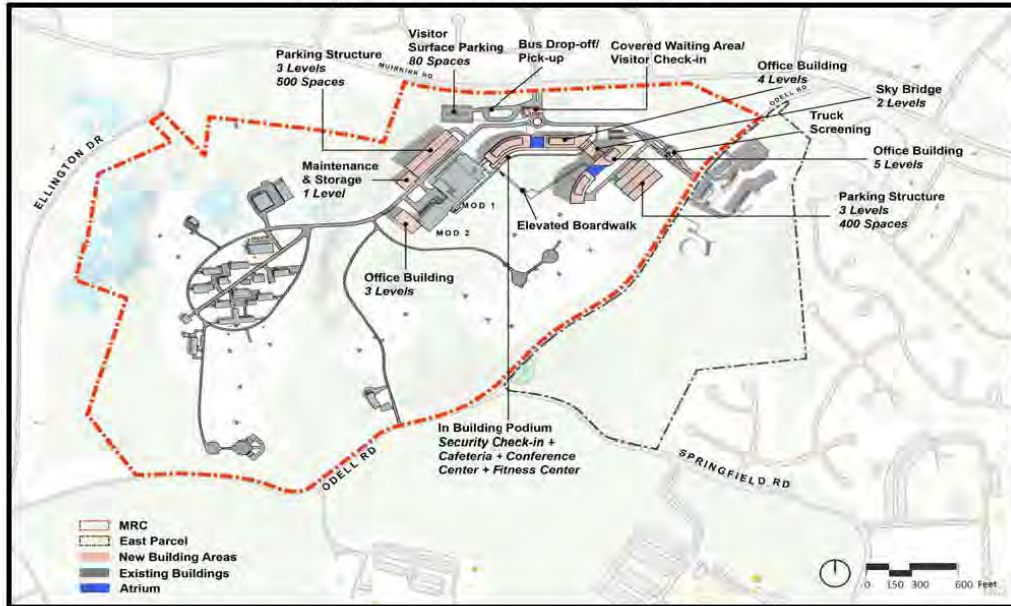 Parking Structure
3 Levels
500 Spaces
Visitor
Surface Parking
80 Spaces
MUIRKIRK RD
Bus Drop-off/
Pick-up
Covered Waiting Area/
Visitor Check-in
Office Building
4 Levels
Sky Bridge
2 Levels
ODELL RD
Truck
Screening
Office Building
5 Levels
Parking Structure
3 Levels
400 Spaces
ELLINGTON DR
Maintenance
& Storage
1 Level
MOD 1
MOD 2
Elevated Boardwalk
Office Building
3 Levels
In Building Podium
Security Check-in +
Cafeteria + Conference
Center + Fitness Center
ODELL RD
SPRINGFIELD RD
MRC
East Parcel
New Building Areas
Existing Buildings
Atrium
0 150 300 600 Feet